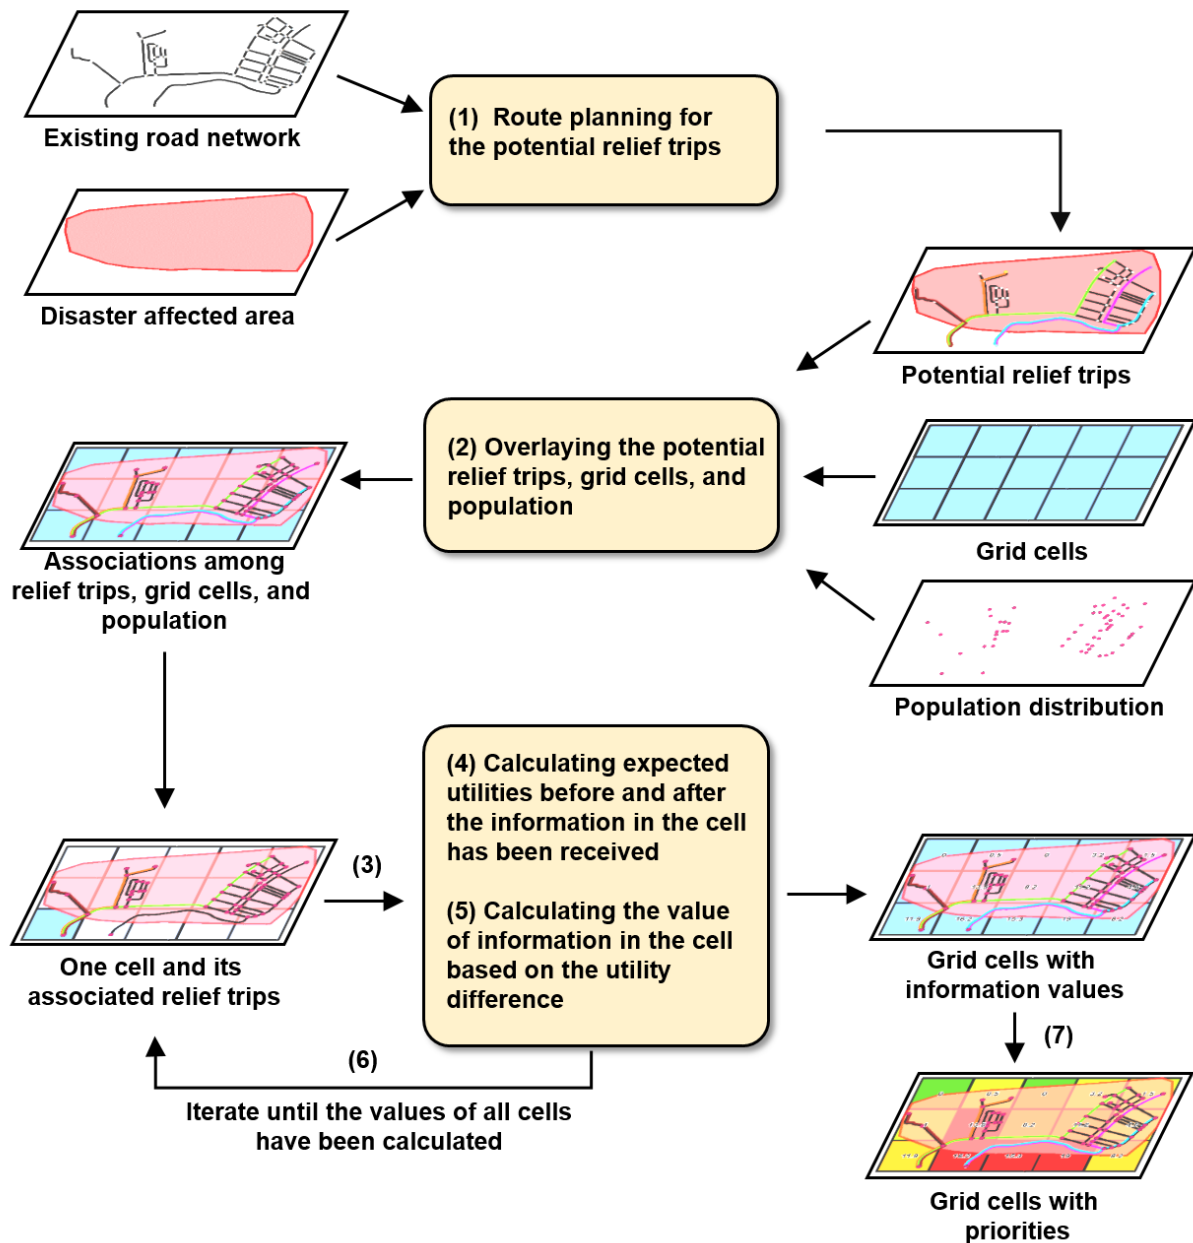 Existing road network
(1) Route planning for
the potential relief trips
Disaster affected area
Potential relief trips
(2) Overlaying the potential
relief trips, grid cells, and
population
Grid cells
Associations among
relief trips, grid cells, and
population
Population distribution
(4) Calculating expected
utilities before and after
the information in the cell
has been received
(3)
(5) Calculating the value
of information in the cell
based on the utility
difference
One cell and its
associated relief trips
Grid cells with
information values
(6)
(7)
Iterate until the values of all cells
have been calculated
Grid cells with
priorities